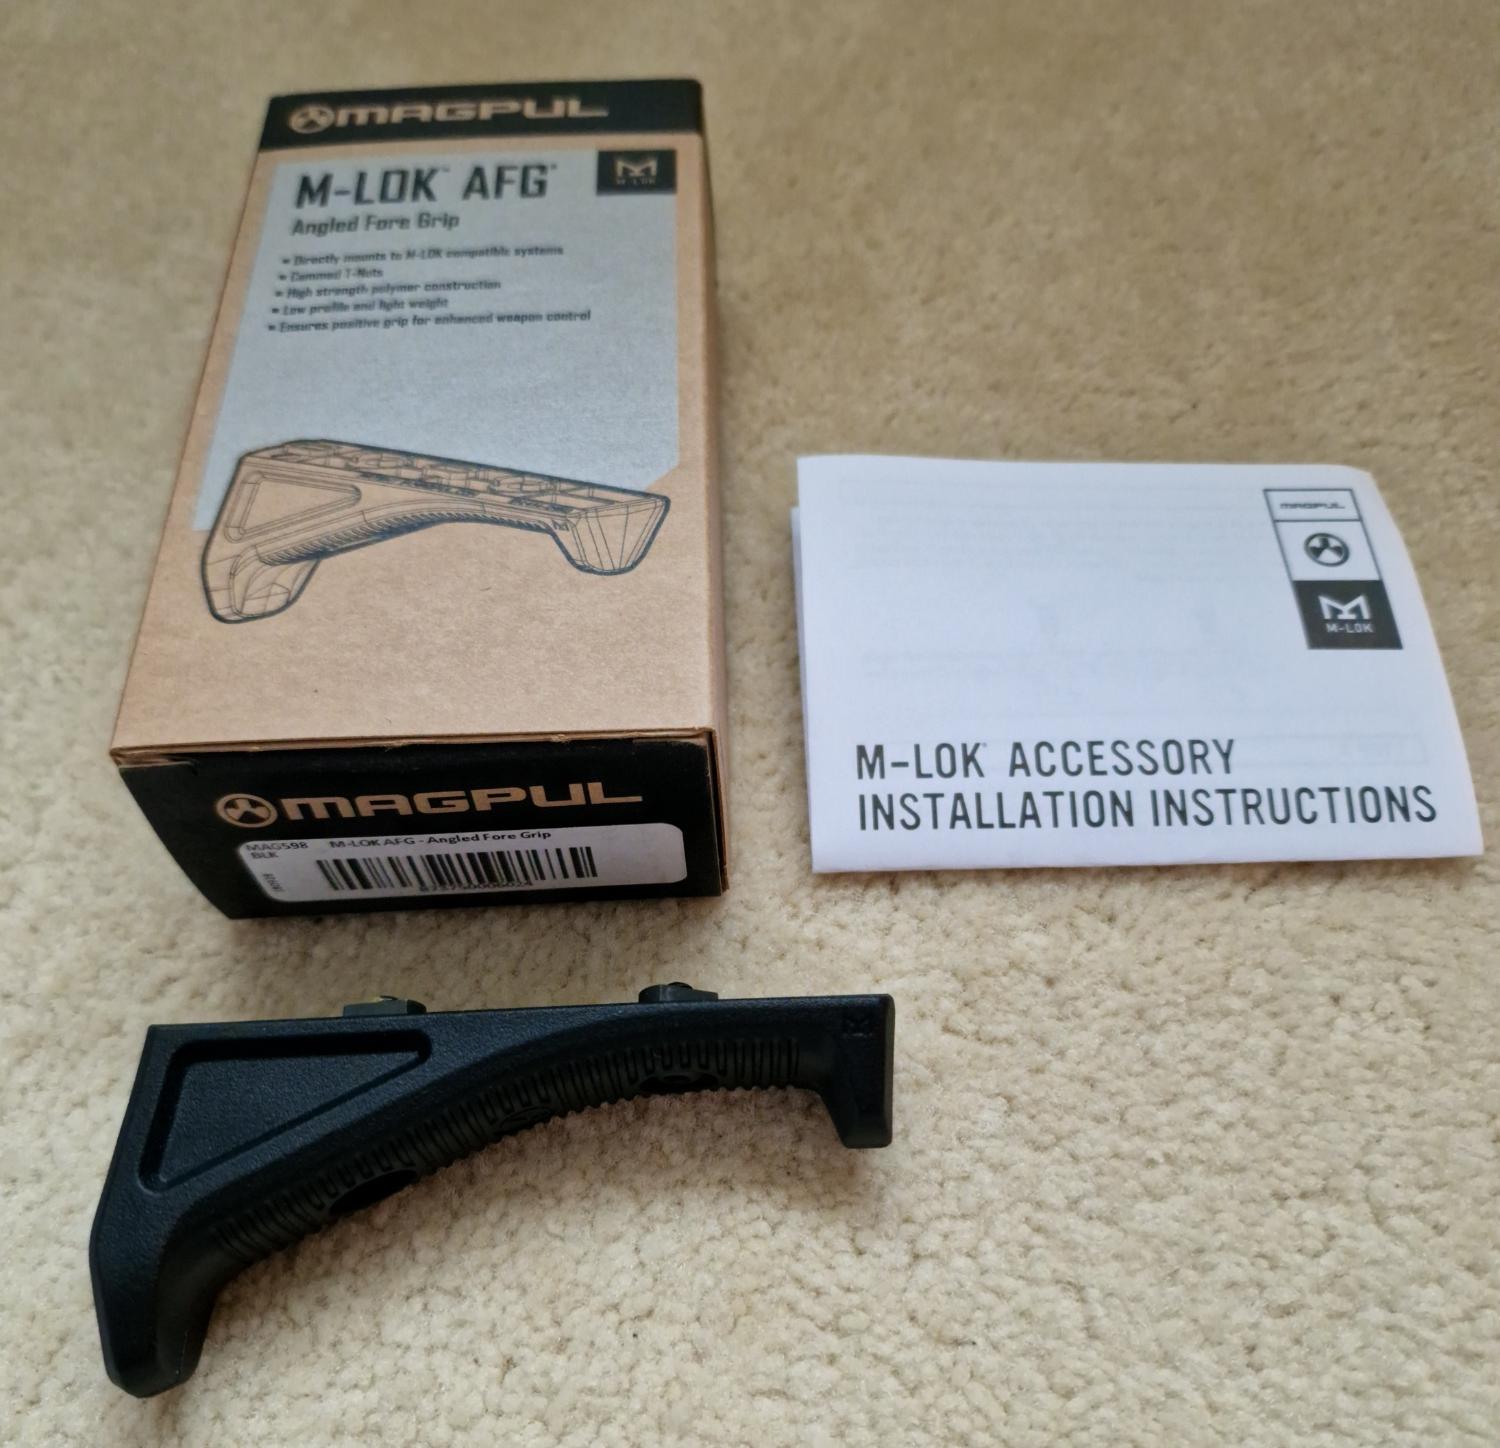 MAGPUL
M-LOK™ AFG®
M-LOK
Angled Fore Grip
• Directly mounts to M-LOK compatible systems
• Cammed T-Nuts
• High strength polymer construction
• Low profile and light weight
• Ensures positive grip for enhanced weapon control
MAGPUL
MAG598 M-LOK AFG - Angled Fore Grip
BLK
MAGPUL
M-LOK
M-LOK® ACCESSORY
INSTALLATION INSTRUCTIONS